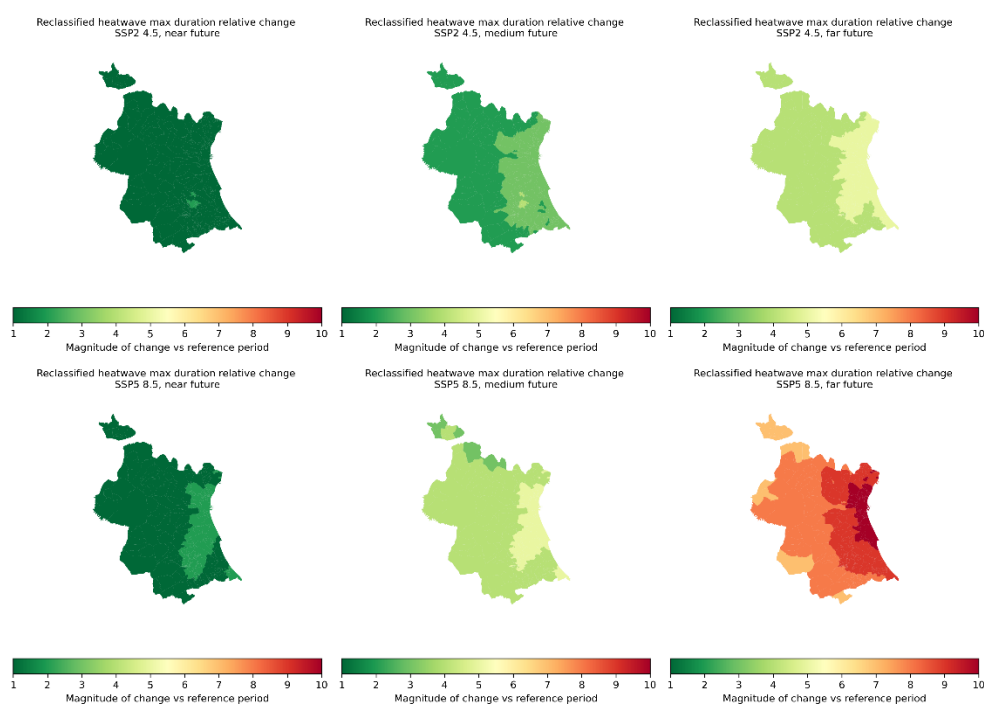 Reclassified heatwave max duration relative change
SSP2 4.5, near future
1 2 3 4 5 6 7 8 9 10
Magnitude of change vs reference period
Reclassified heatwave max duration relative change
SSP2 4.5, medium future
1 2 3 4 5 6 7 8 9 10
Magnitude of change vs reference period
Reclassified heatwave max duration relative change
SSP2 4.5, far future
1 2 3 4 5 6 7 8 9 10
Magnitude of change vs reference period
Reclassified heatwave max duration relative change
SSP5 8.5, near future
1 2 3 4 5 6 7 8 9 10
Magnitude of change vs reference period
Reclassified heatwave max duration relative change
SSP5 8.5, medium future
1 2 3 4 5 6 7 8 9 10
Magnitude of change vs reference period
Reclassified heatwave max duration relative change
SSP5 8.5, far future
1 2 3 4 5 6 7 8 9 10
Magnitude of change vs reference period